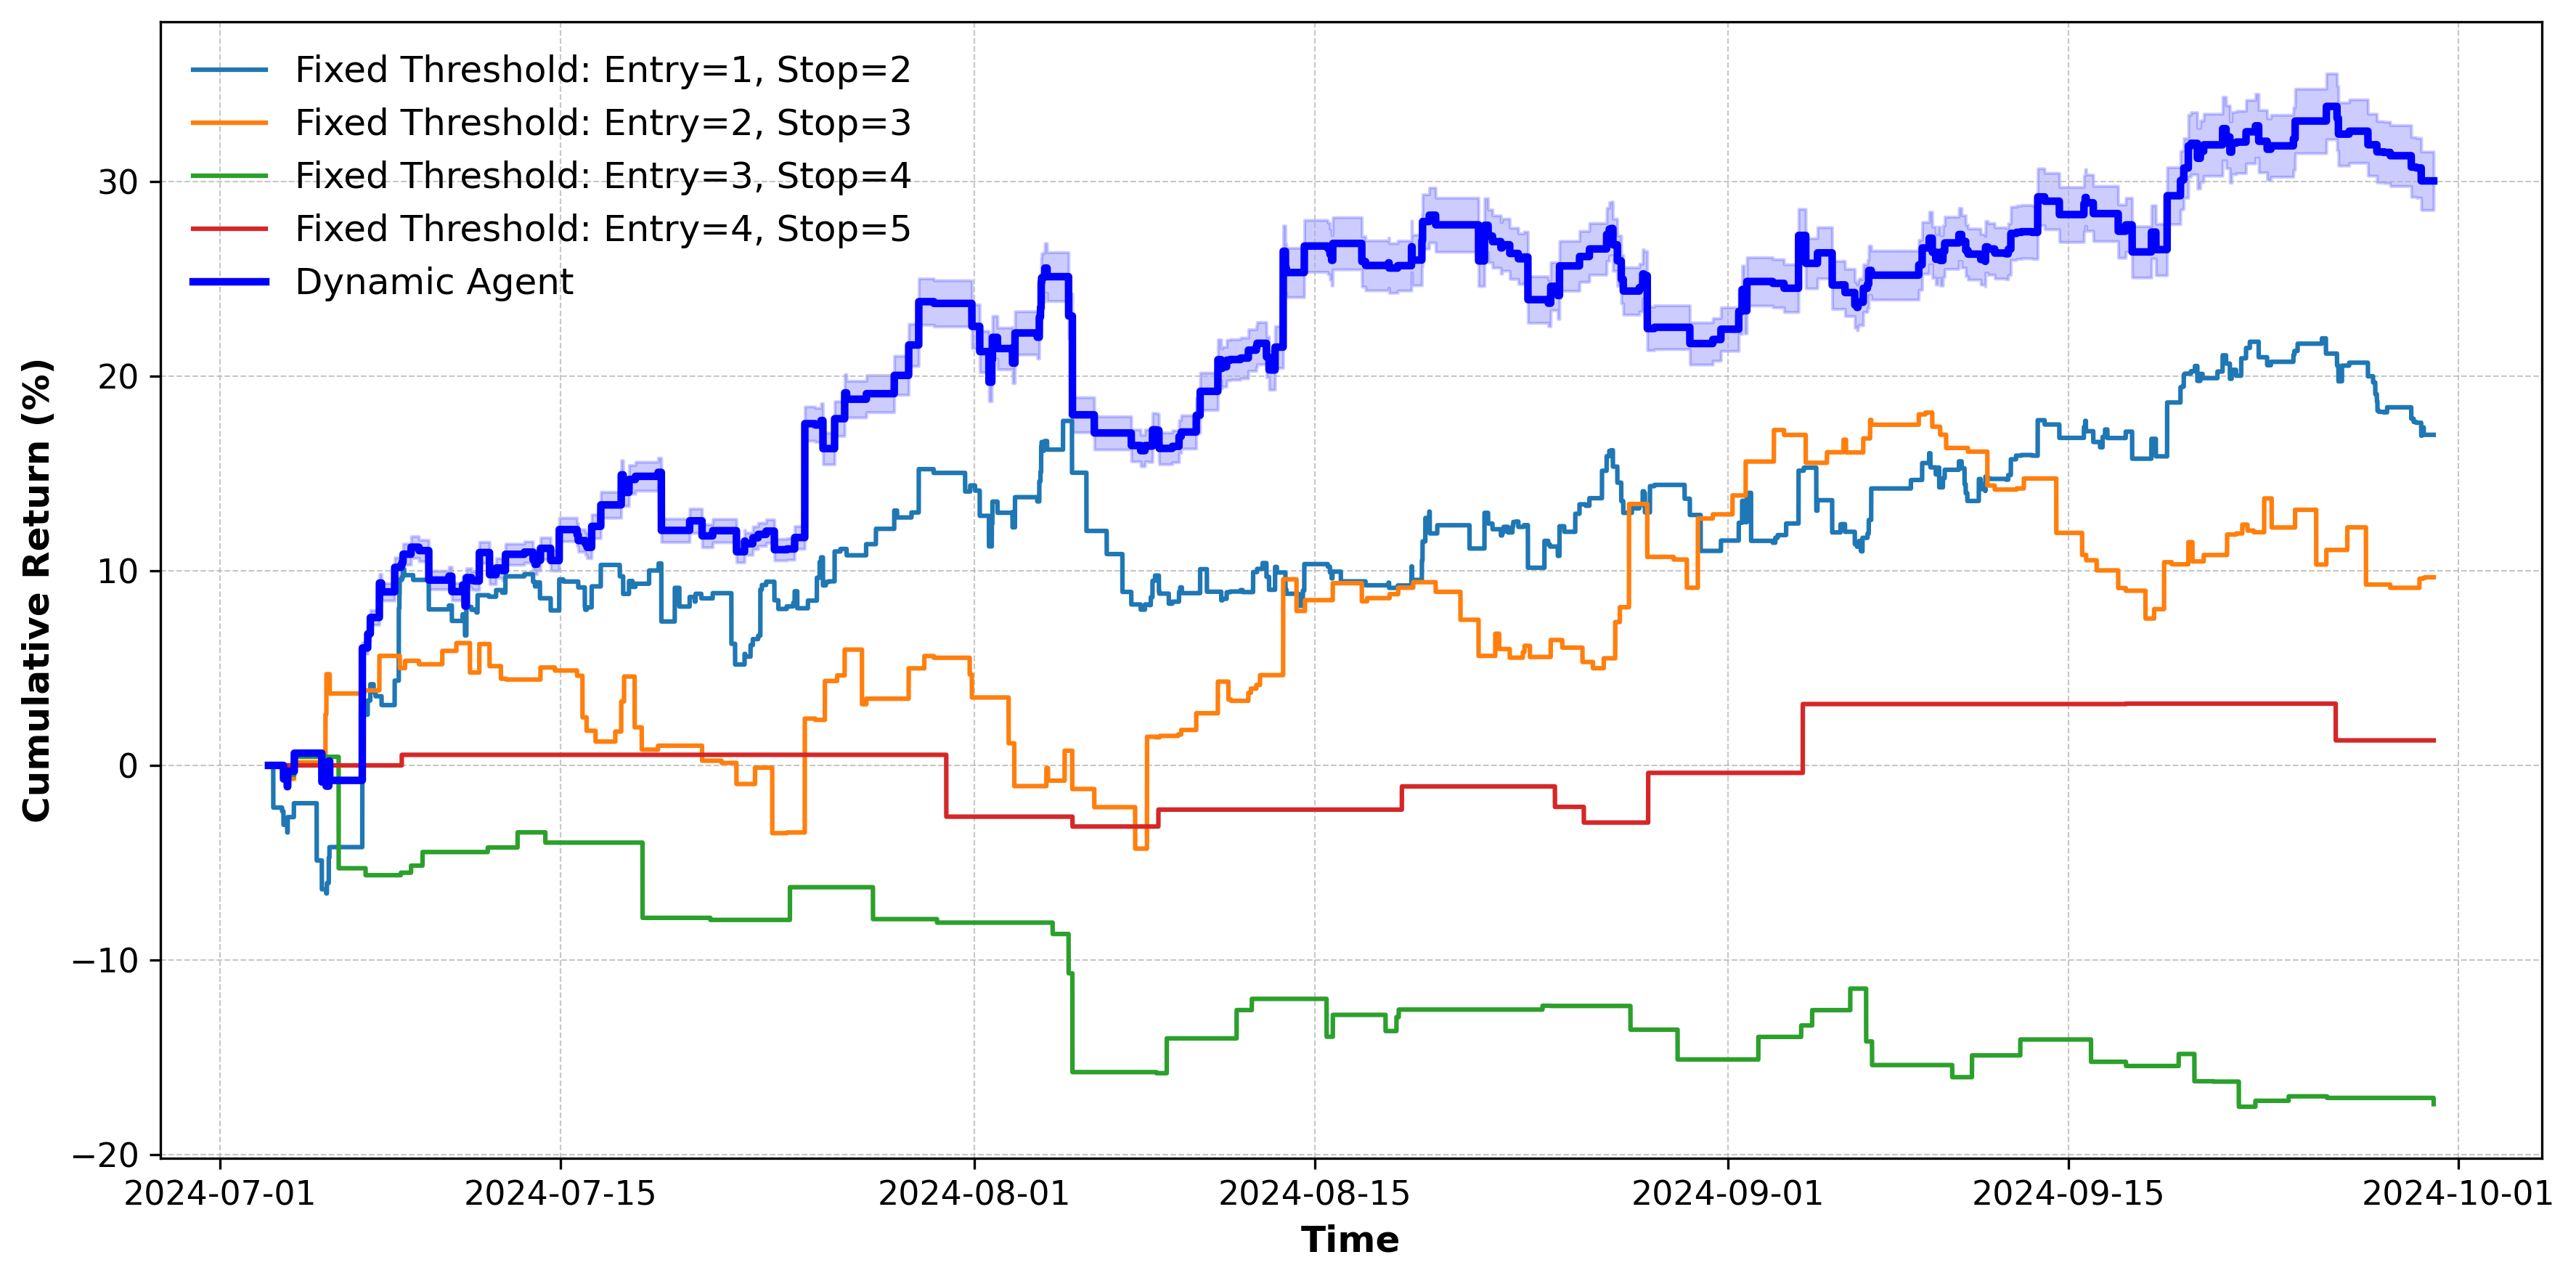 Fixed Threshold: Entry=1, Stop=2
Fixed Threshold: Entry=2, Stop=3
Fixed Threshold: Entry=3, Stop=4
Fixed Threshold: Entry=4, Stop=5
Dynamic Agent
Cumulative Return (%)
30
20
10
0
−10
−20
2024-07-01 2024-07-15 2024-08-01 2024-08-15 2024-09-01 2024-09-15 2024-10-01
Time